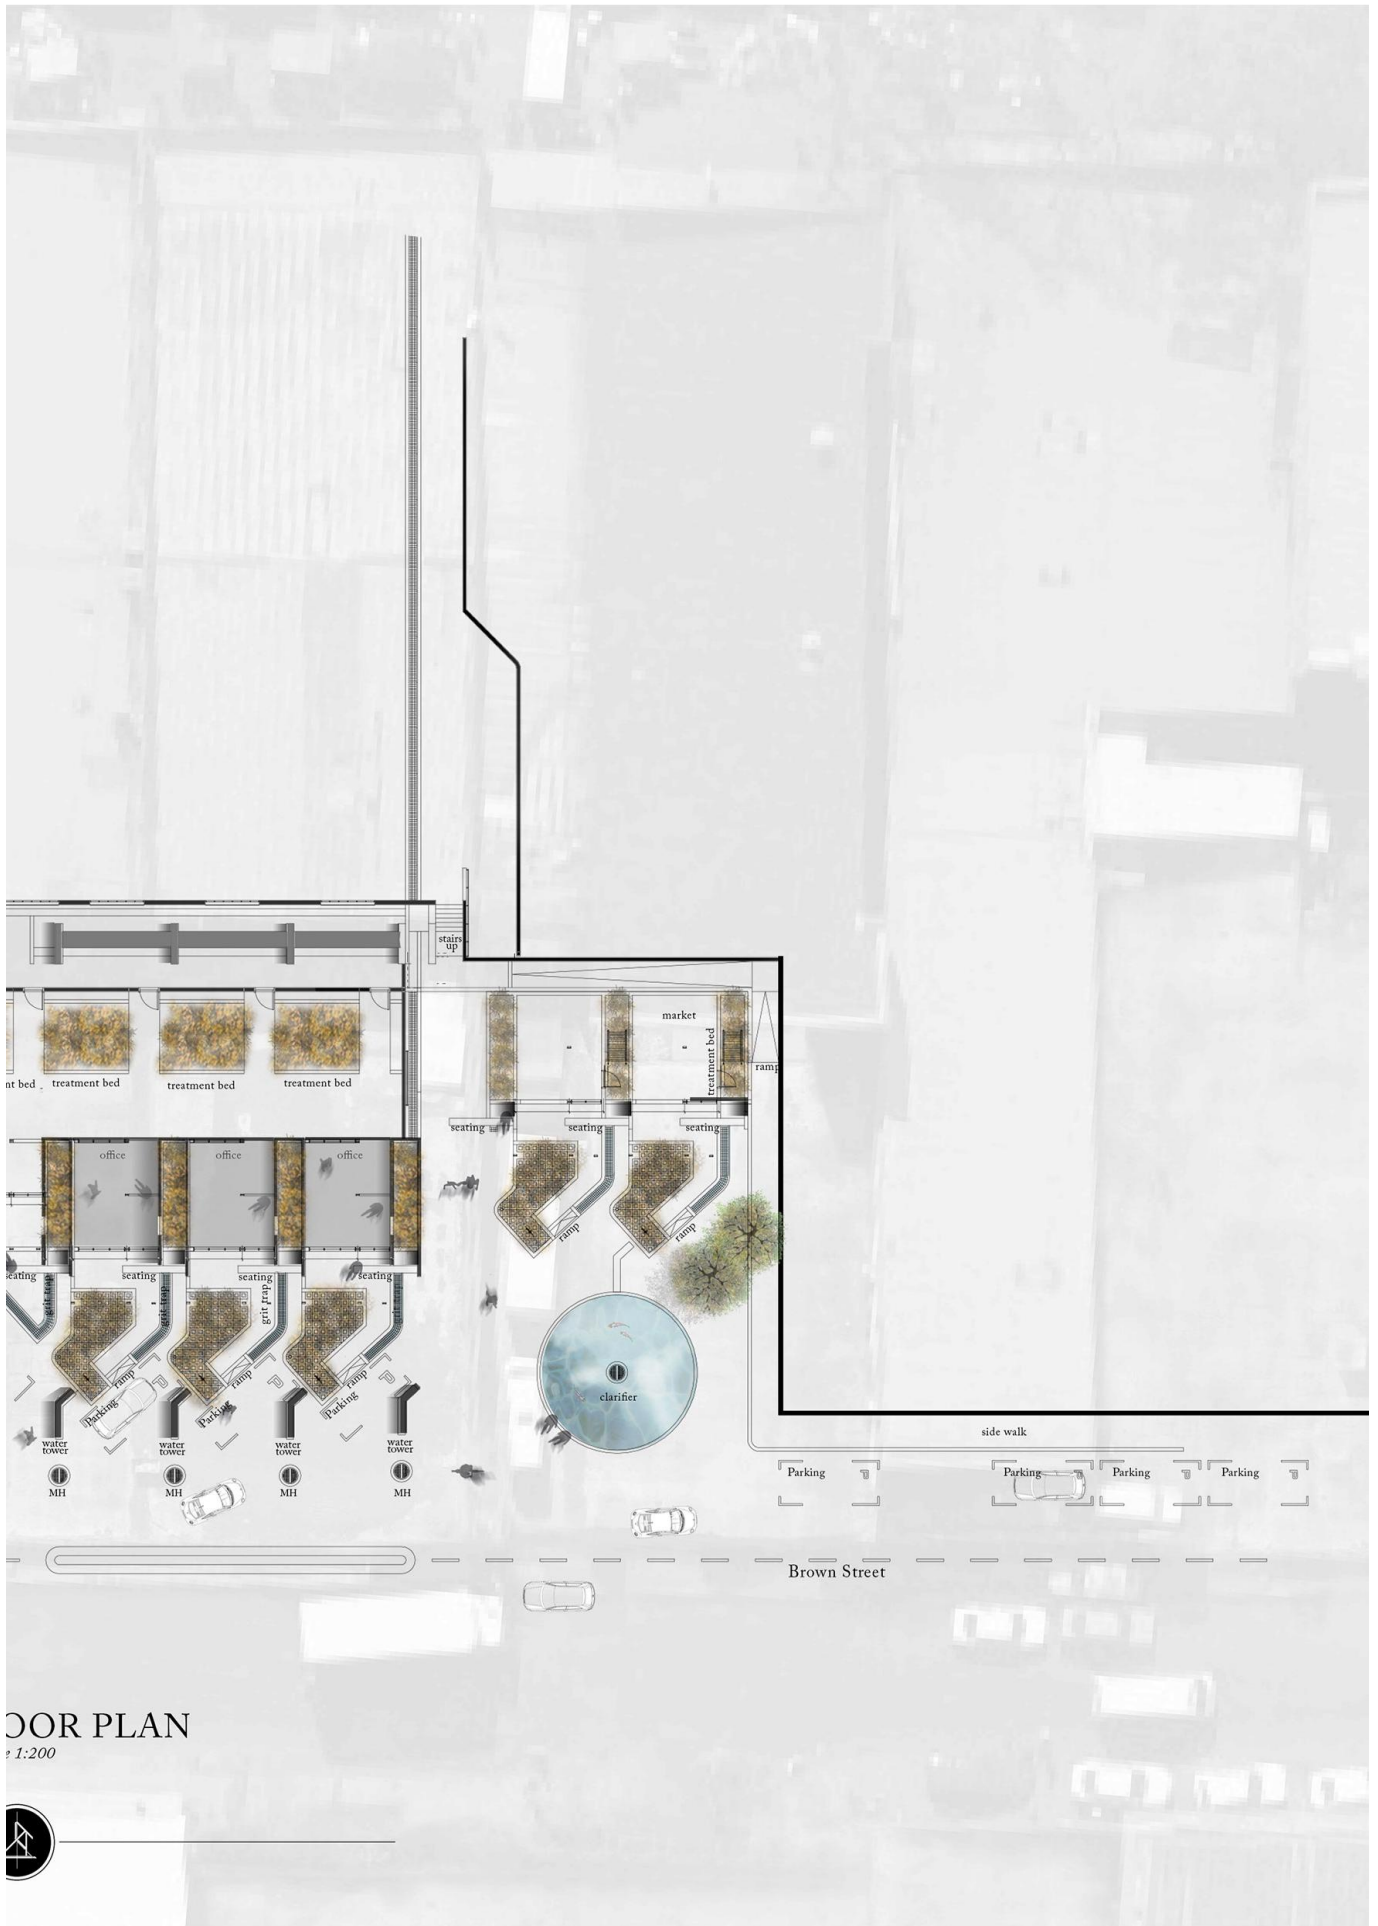 stairs
up
market
treatment bed
ramp
nt bed
treatment bed
treatment bed
treatment bed
seating
seating
seating
office
office
office
ramp
ramp
seating
seating
seating
seating
grit trap
grit trap
grit trap
grit trap
ramp
ramp
ramp
P
P
P
Parking
Parking
Parking
clarifier
side walk
water
tower
water
tower
water
tower
water
tower
MH
MH
MH
MH
Parking
P
Parking
P
Parking
P
Parking
P
Brown Street
OOR PLAN
e 1:200